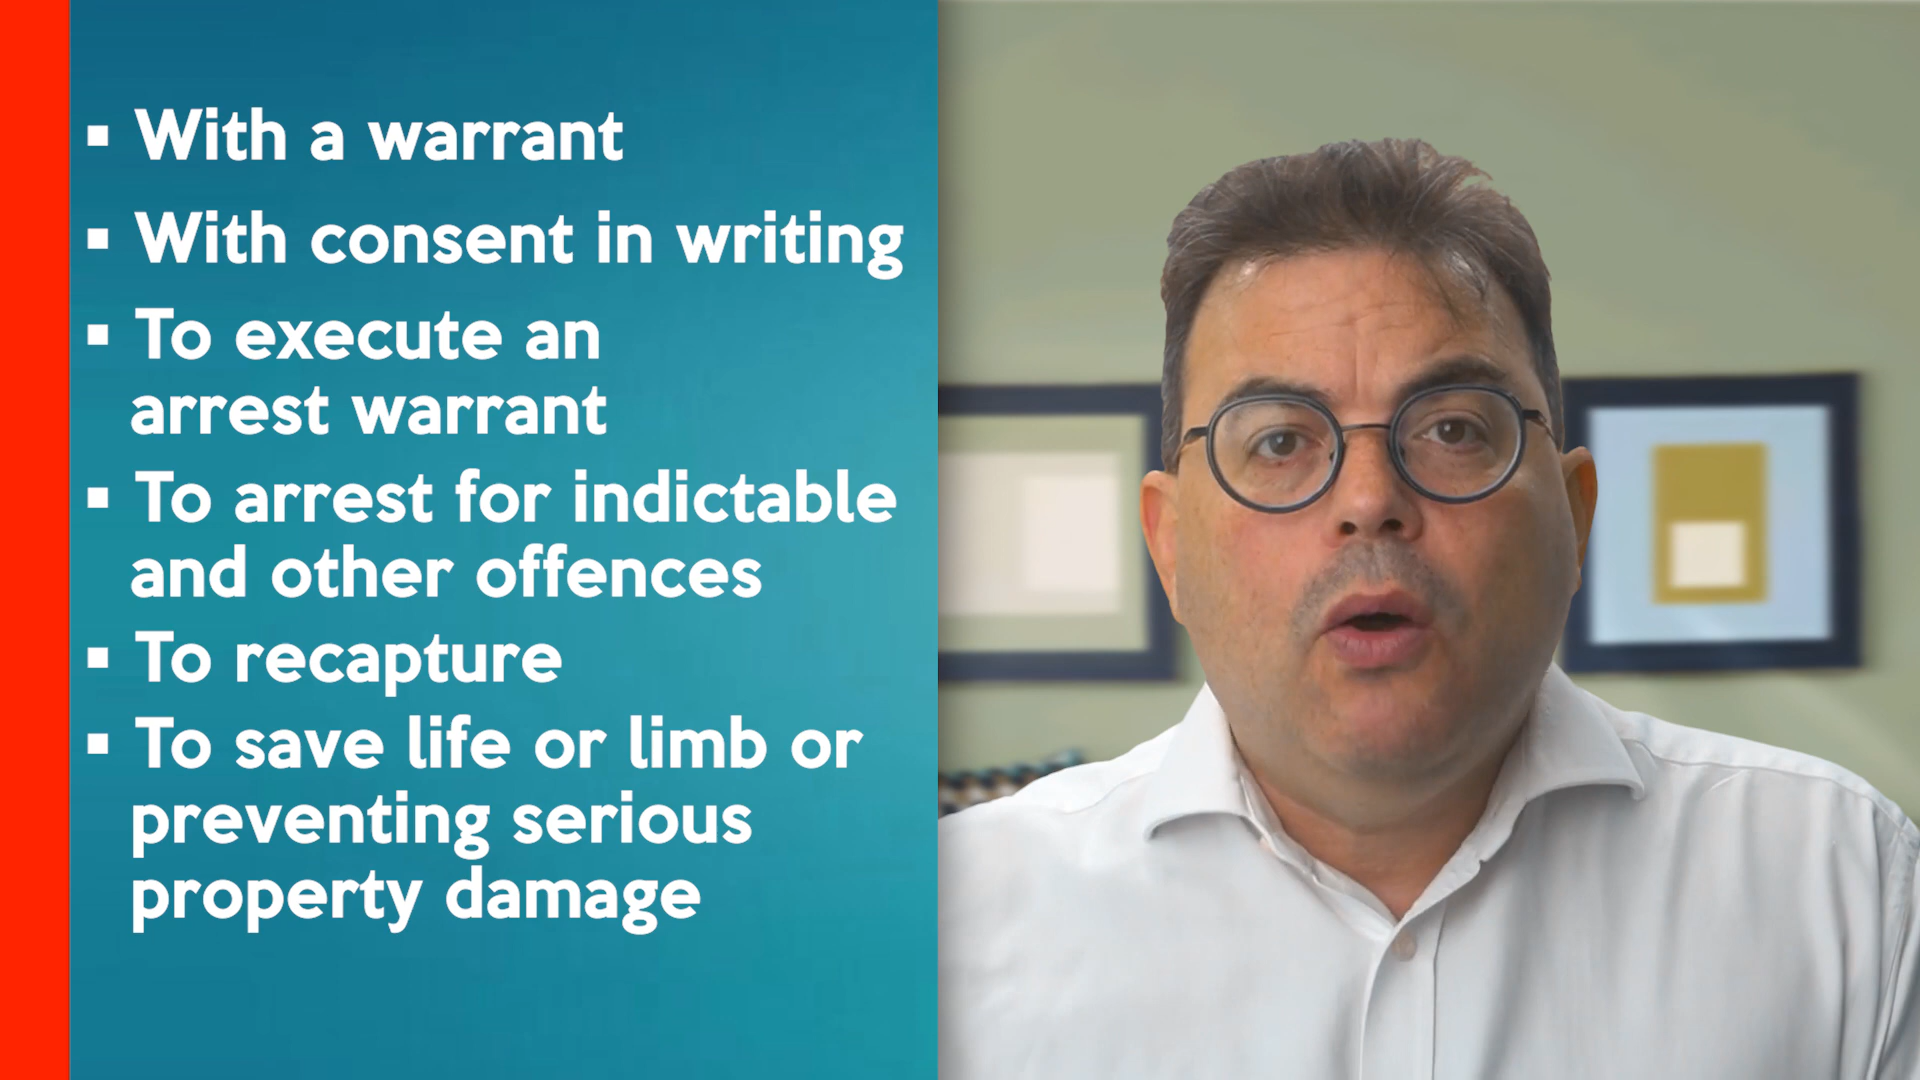 ▪ With a warrant
▪ With consent in writing
▪ To execute an
arrest warrant
▪ To arrest for indictable
and other offences
▪ To recapture
▪ To save life or limb or
preventing serious
property damage